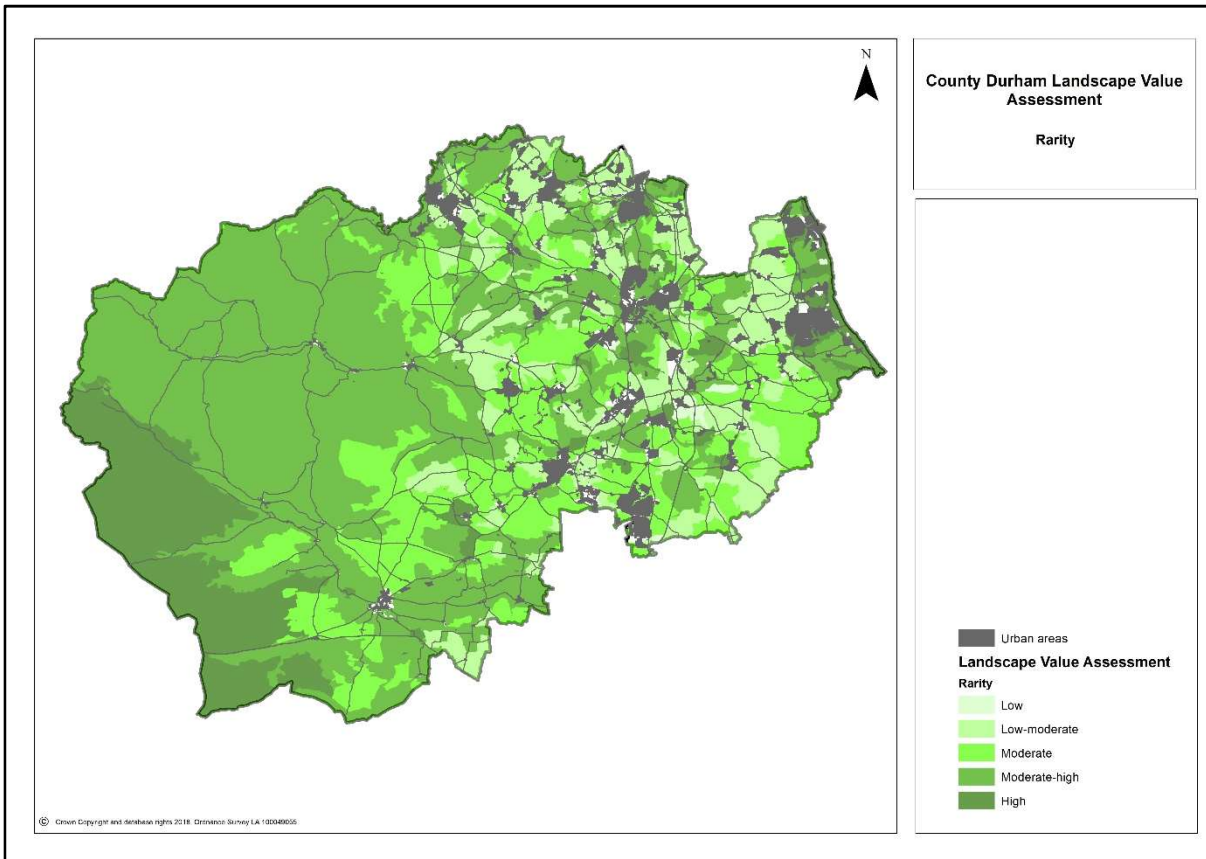 N
County Durham Landscape Value
Assessment
Rarity
Urban areas
Landscape Value Assessment
Rarity
Low
Low-moderate
Moderate
Moderate-high
High
© Crown Copyright and database rights 2018. Ordnance Survey LA 100049055